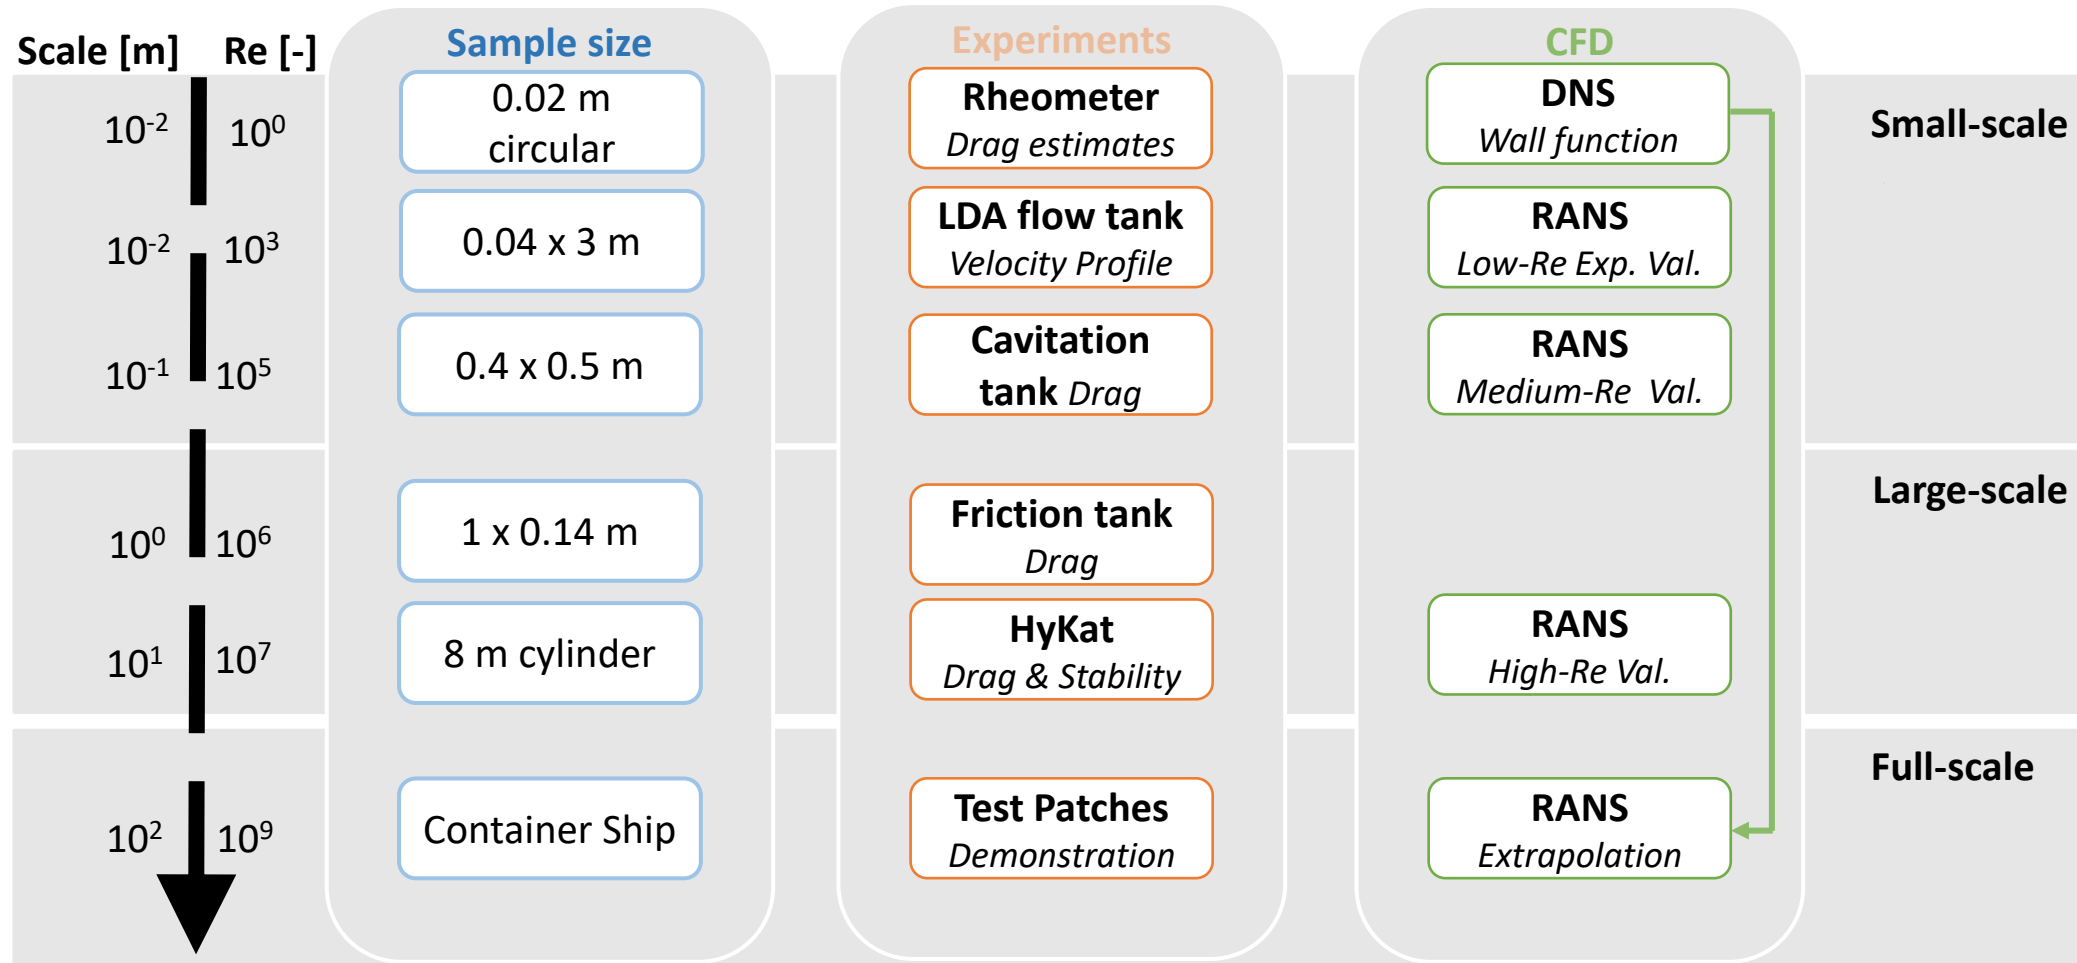 Scale [m] Re [-] Sample size Experiments CFD
10⁻² 10⁰
0.02 m
circular
Rheometer
Drag estimates
DNS
Wall function
Small-scale
10⁻² 10³
0.04 x 3 m
LDA flow tank
Velocity Profile
RANS
Low-Re Exp. Val.
10⁻¹ 10⁵
0.4 x 0.5 m
Cavitation
tank Drag
RANS
Medium-Re Val.
Large-scale
10⁰ 10⁶
1 x 0.14 m
Friction tank
Drag
10¹ 10⁷
8 m cylinder
HyKat
Drag & Stability
RANS
High-Re Val.
Full-scale
10² 10⁹
Container Ship
Test Patches
Demonstration
RANS
Extrapolation